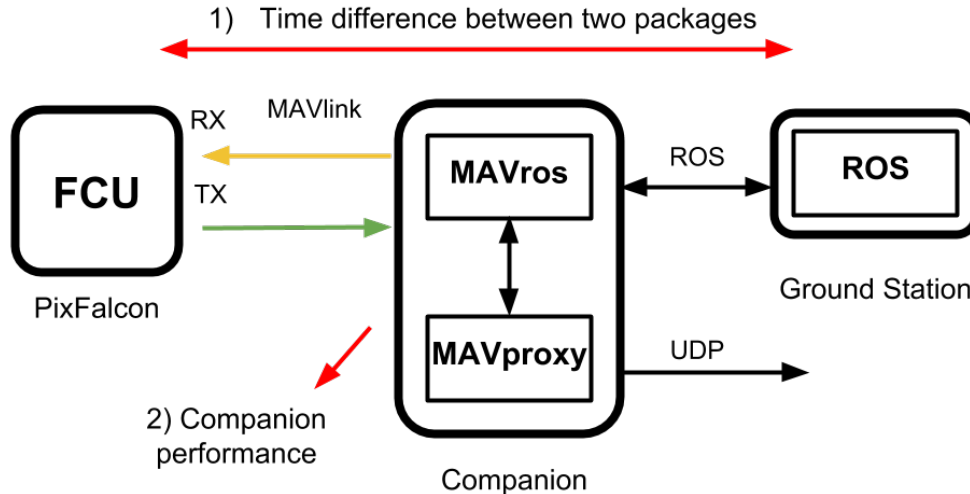 1) Time difference between two packages
RX
MAVlink
TX
FCU
PixFalcon
MAVros
MAVproxy
Companion
ROS
ROS
Ground Station
UDP
2) Companion
performance